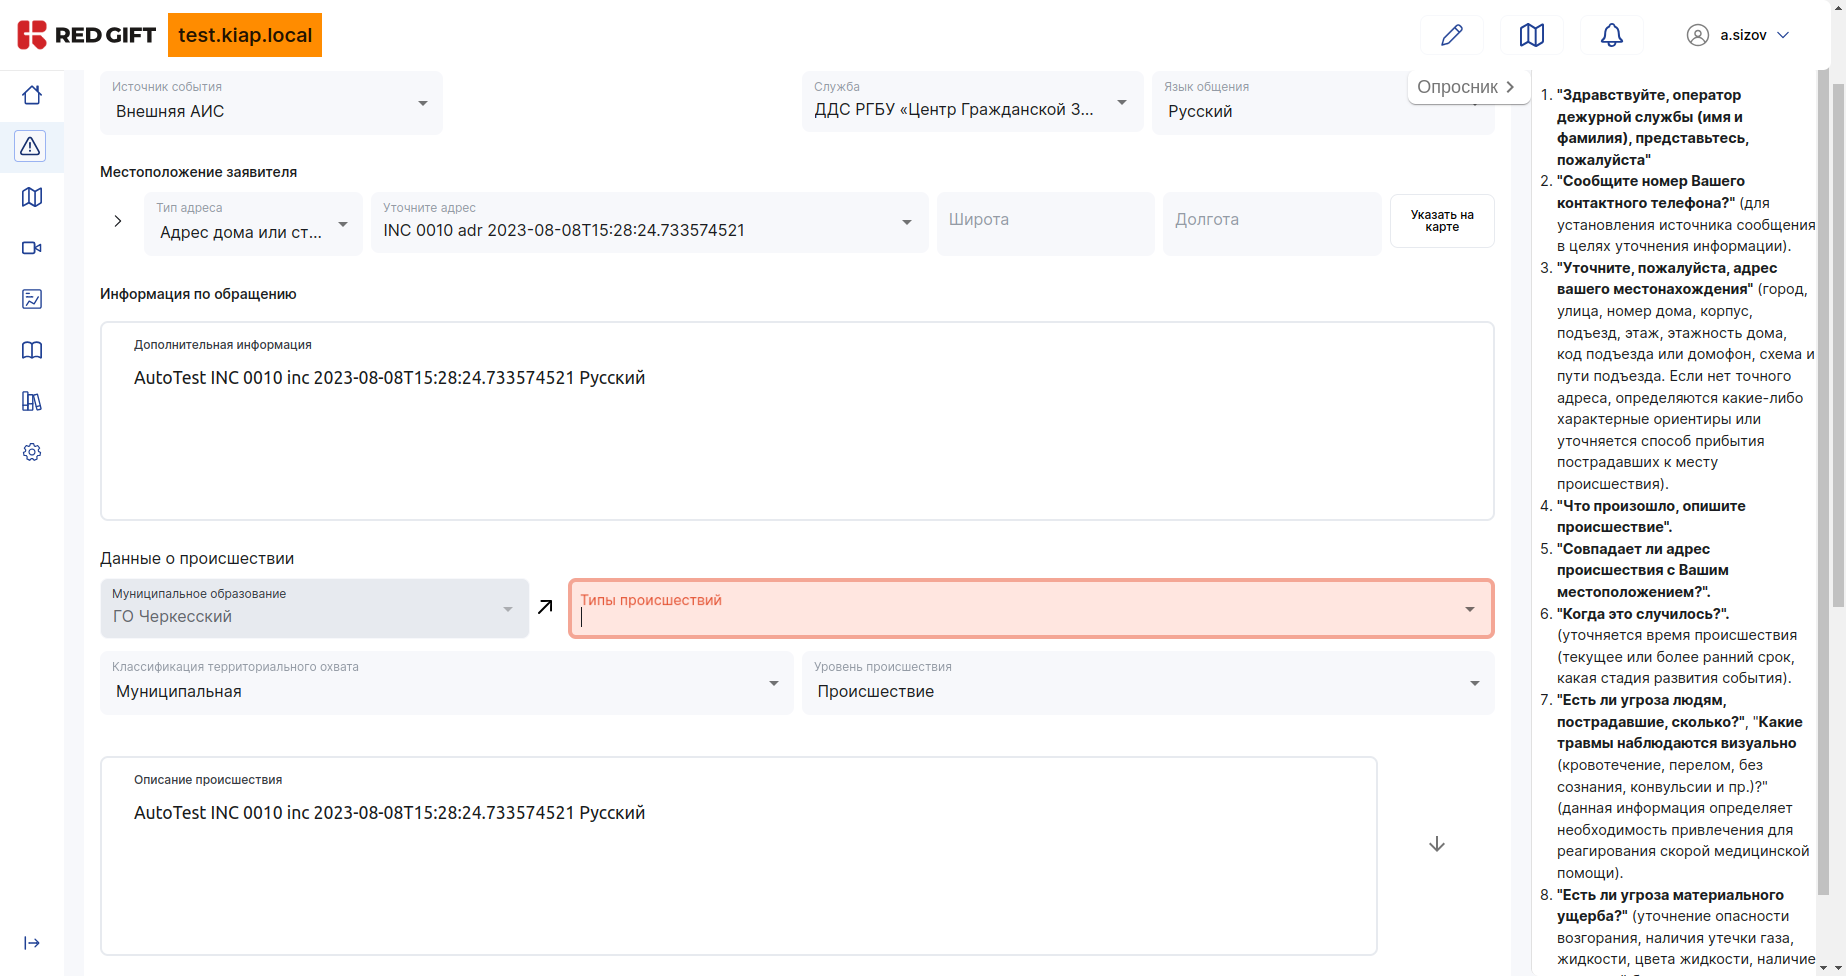 RED GIFT
test.kiap.local
a.sizov
Источник события
Внешняя АИС
Служба
ДДС РГБУ «Центр Гражданской З...
Язык общения
Русский
Опросник
Местоположение заявителя
Тип адреса
Адрес дома или ст...
Уточните адрес
INC 0010 adr 2023-08-08T15:28:24.733574521
Широта
Долгота
Указать на
карте
Информация по обращению
Дополнительная информация
AutoTest INC 0010 inc 2023-08-08T15:28:24.733574521 Русский
Данные о происшествии
Муниципальное образование
ГО Черкесский
Типы происшествий
Классификация территориального охвата
Муниципальная
Уровень происшествия
Происшествие
Описание происшествия
AutoTest INC 0010 inc 2023-08-08T15:28:24.733574521 Русский
1. "Здравствуйте, оператор
дежурной службы (имя и
фамилия), представьтесь,
пожалуйста"
2. "Сообщите номер Вашего
контактного телефона?" (для
установления источника сообщения
в целях уточнения информации).
3. "Уточните, пожалуйста, адрес
вашего местонахождения" (город,
улица, номер дома, корпус,
подъезд, этаж, этажность дома,
код подъезда или домофон, схема и
пути подъезда. Если нет точного
адреса, определяются какие-либо
характерные ориентиры или
уточняется способ прибытия
пострадавших к месту
происшествия).
4. "Что произошло, опишите
происшествие".
5. "Совпадает ли адрес
происшествия с Вашим
местоположением?".
6. "Когда это случилось?".
(уточняется время происшествия
(текущее или более ранний срок,
какая стадия развития события).
7. "Есть ли угроза людям,
пострадавшие, сколько?", "Какие
травмы наблюдаются визуально
(кровотечение, перелом, без
сознания, конвульсии и пр.)?"
(данная информация определяет
необходимость привлечения для
реагирования скорой медицинской
помощи).
8. "Есть ли угроза материального
ущерба?" (уточнение опасности
возгорания, наличия утечки газа,
жидкости, цвета жидкости, наличие